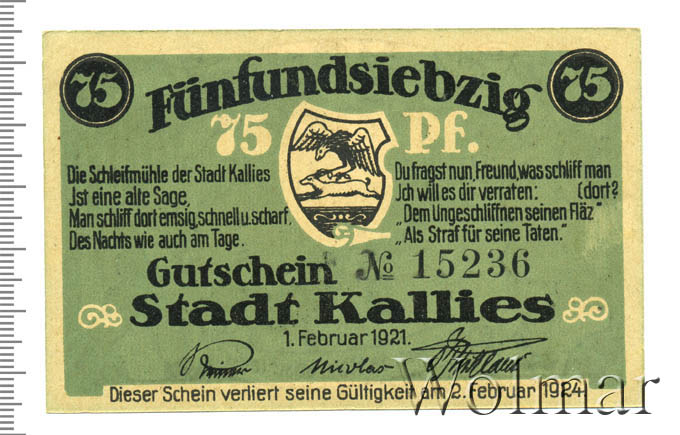 75 Fünfundsiebzig 75
75 Pf.
Die Schleifmühle der Stadt Kallies
Jst eine alte Sage,
Man schliff dort emsig, schnell u. scharf,
Des Nachts wie auch am Tage.
Du fragst nun, Freund, was schliff man
Jch will es dir verraten: (dort?
„Dem Ungeschliffnen seinen Fläz"
„Als Straf für seine Taten."
Gutschein № 15236
Stadt Kallies
1. Februar 1921.
Nicolas
Dieser Schein verliert seine Gültigkeit am 2. Februar 1924
Wolmar